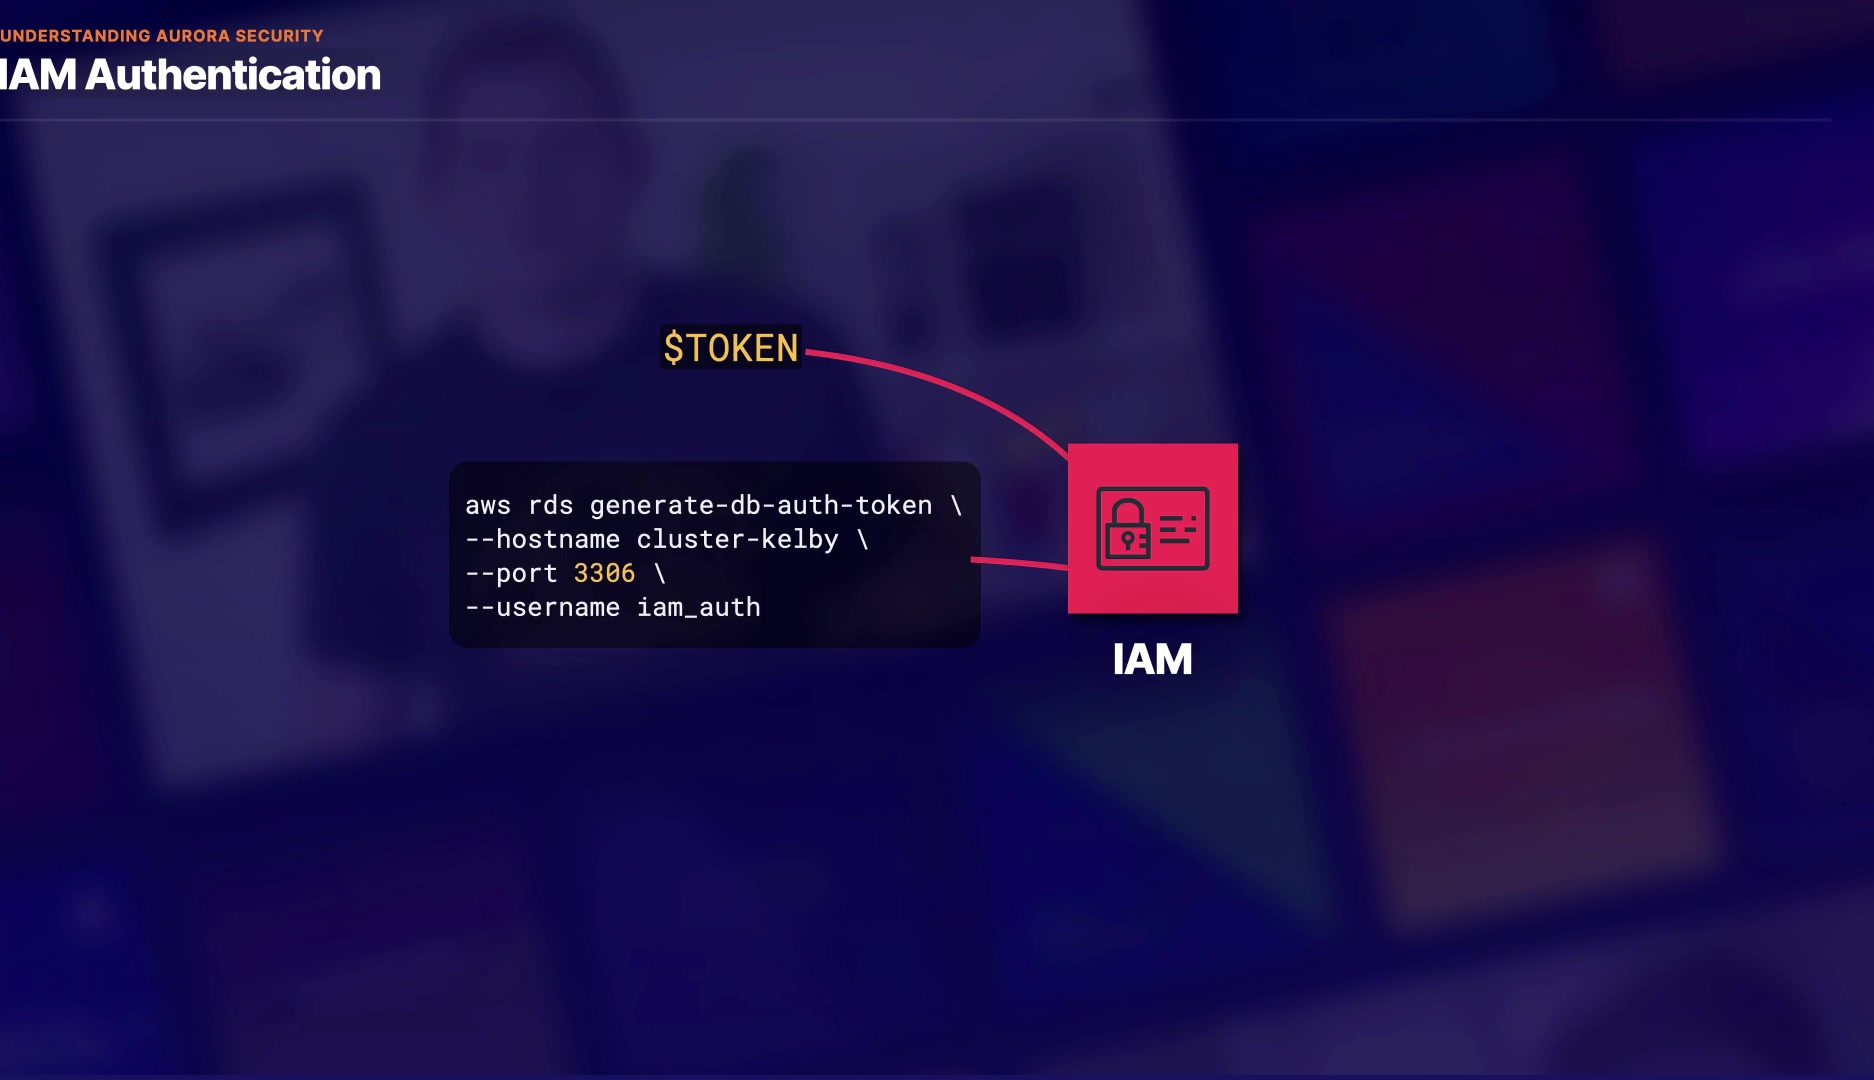 UNDERSTANDING AURORA SECURITY
IAM Authentication
$TOKEN
aws rds generate-db-auth-token \
--hostname cluster-kelby \
--port 3306 \
--username iam_auth
IAM